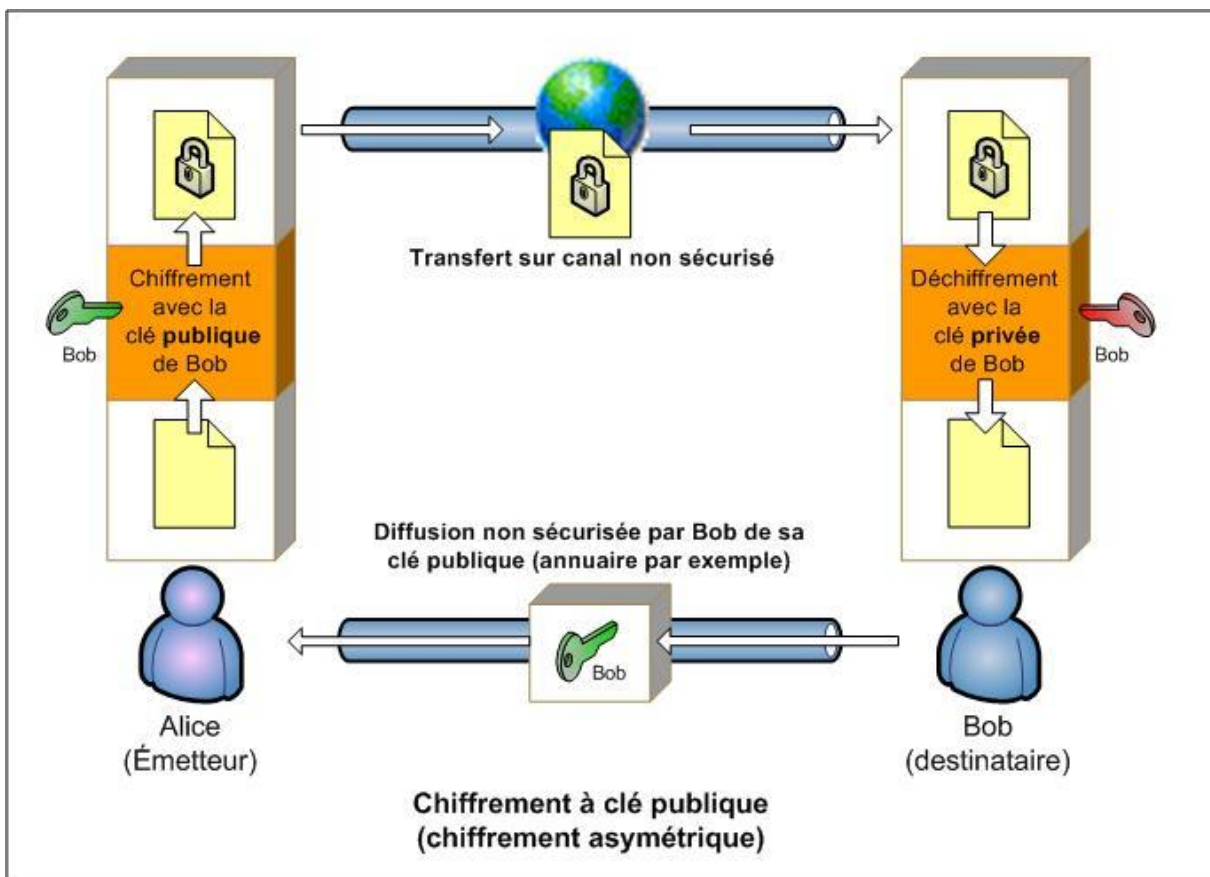 Transfert sur canal non sécurisé
Chiffrement
avec la
clé publique
de Bob
Bob
Déchiffrement
avec la
clé privée
de Bob
Bob
Diffusion non sécurisée par Bob de sa
clé publique (annuaire par exemple)
Bob
Alice
(Émetteur)
Bob
(destinataire)
Chiffrement à clé publique
(chiffrement asymétrique)